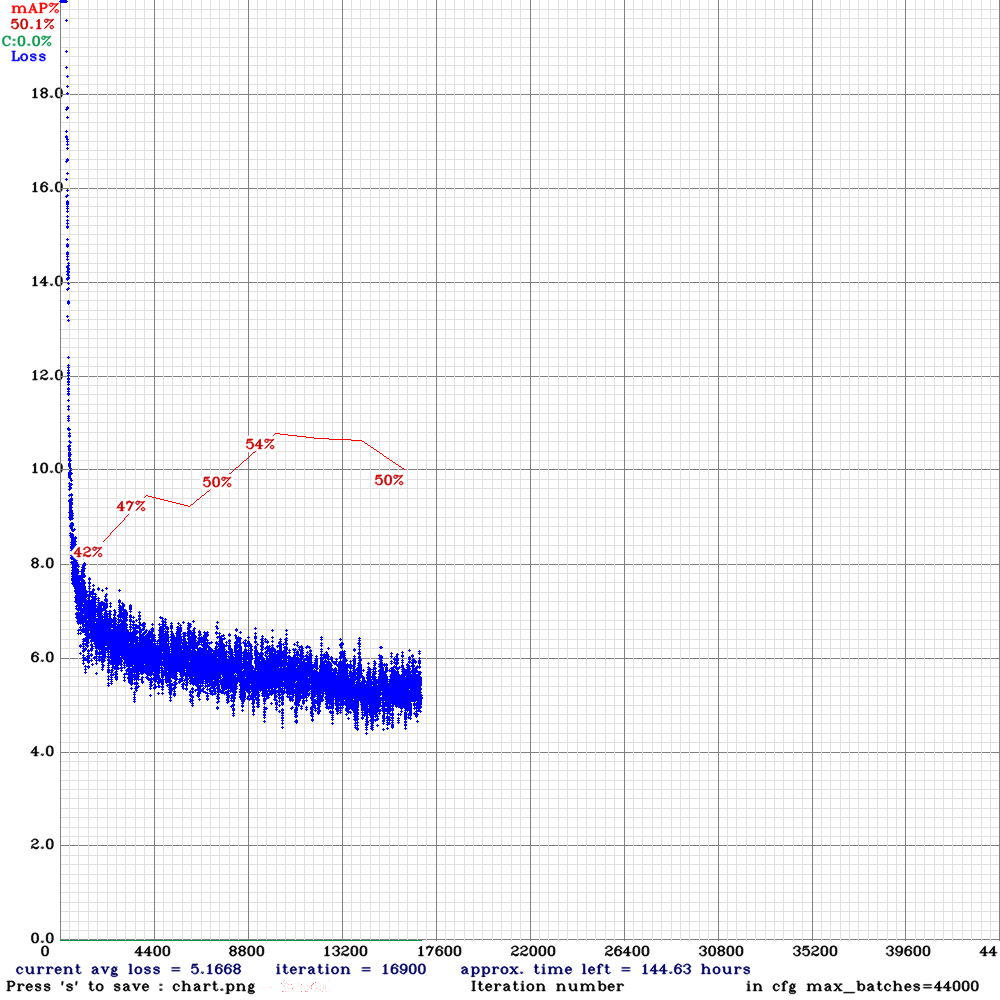 mAP%
50.1%
C:0.0%
Loss
18.0
16.0
14.0
12.0
10.0
8.0
6.0
4.0
2.0
0.0
54%
50%
50%
47%
42%
0 4400 8800 13200 17600 22000 26400 30800 35200 39600 44
current avg loss = 5.1668 iteration = 16900 approx. time left = 144.63 hours
Press 's' to save : chart.png Iteration number in cfg max_batches=44000